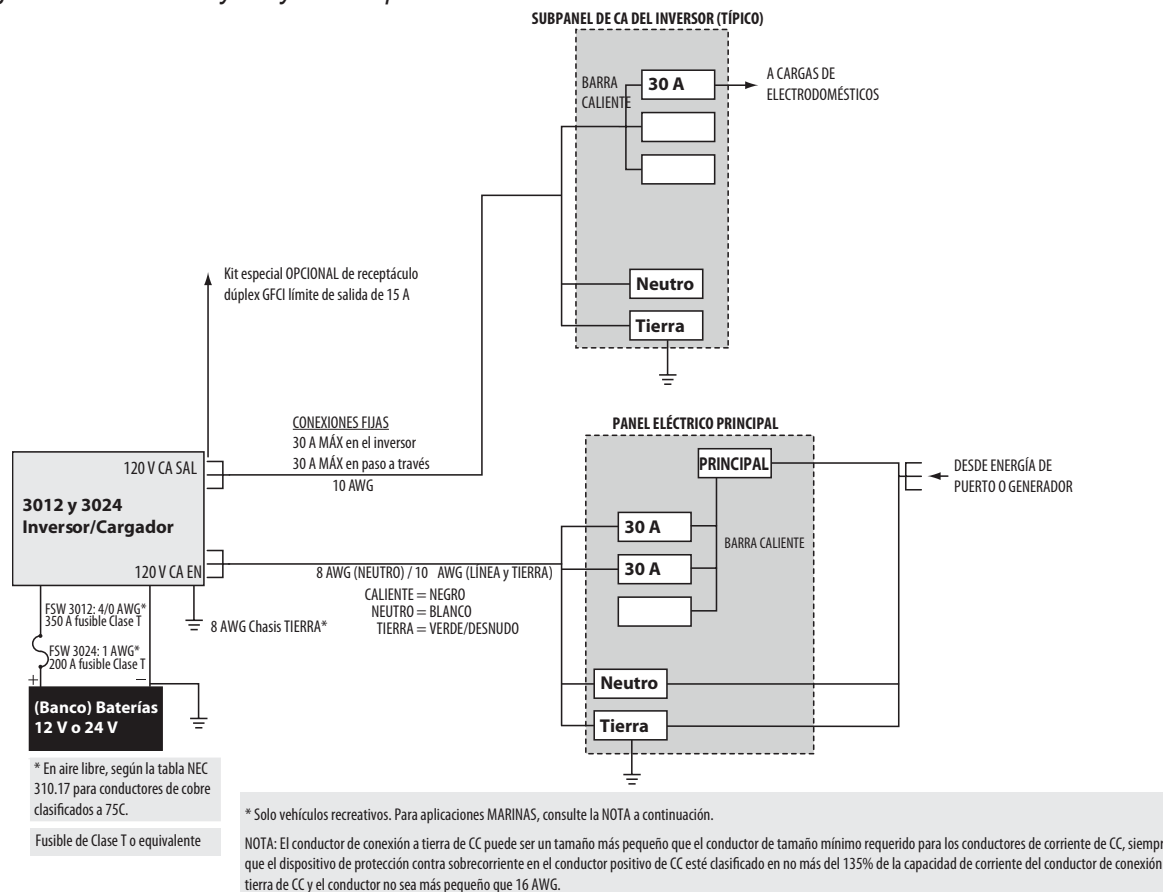 SUBPANEL DE CA DEL INVERSOR (TÍPICO)
BARRA
CALIENTE
30 A
A CARGAS DE
ELECTRODOMÉSTICOS
Neutro
Tierra
Kit especial OPCIONAL de receptáculo
dúplex GFCI límite de salida de 15 A
CONEXIONES FIJAS
30 A MÁX en el inversor
30 A MÁX en paso a través
10 AWG
120 V CA SAL
3012 y 3024
Inversor/Cargador
120 V CA EN
PANEL ELÉCTRICO PRINCIPAL
PRINCIPAL
DESDE ENERGÍA DE
PUERTO O GENERADOR
30 A
BARRA CALIENTE
30 A
Neutro
Tierra
8 AWG (NEUTRO) / 10 AWG (LÍNEA y TIERRA)
CALIENTE = NEGRO
NEUTRO = BLANCO
TIERRA = VERDE/DESNUDO
FSW 3012: 4/0 AWG*
350 A fusible Clase T
8 AWG Chasis TIERRA*
FSW 3024: 1 AWG*
200 A fusible Clase T
+ −
(Banco) Baterías
12 V o 24 V
* En aire libre, según la tabla NEC
310.17 para conductores de cobre
clasificados a 75C.
Fusible de Clase T o equivalente
* Solo vehículos recreativos. Para aplicaciones MARINAS, consulte la NOTA a continuación.
NOTA: El conductor de conexión a tierra de CC puede ser un tamaño más pequeño que el conductor de tamaño mínimo requerido para los conductores de corriente de CC, siempr
que el dispositivo de protección contra sobrecorriente en el conductor positivo de CC esté clasificado en no más del 135% de la capacidad de corriente del conductor de conexión
tierra de CC y el conductor no sea más pequeño que 16 AWG.